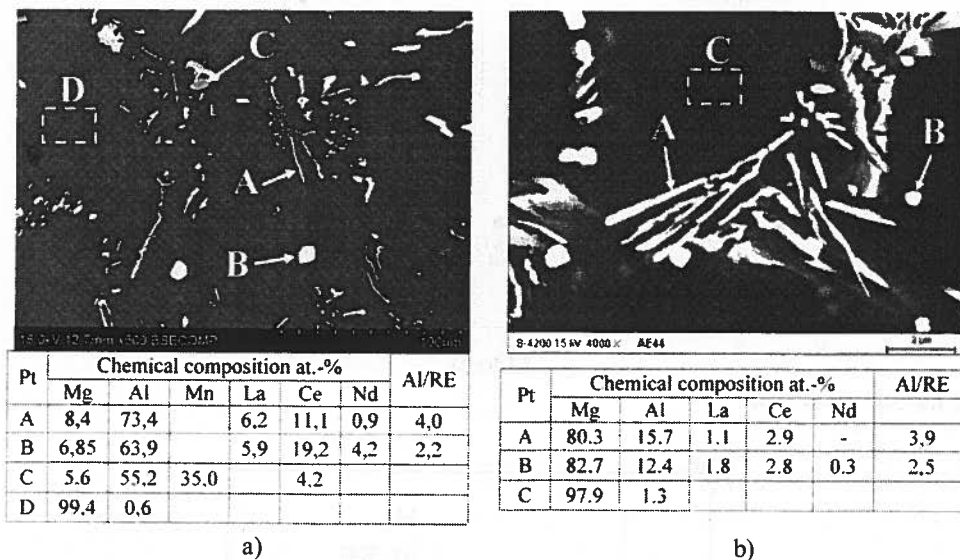 C
D
A
B
15.0kV 12.7mm x500 BSECOMP 100µm
Pt Chemical composition at.-% Al/RE
Mg Al Mn La Ce Nd
A 8,4 73,4 6,2 11,1 0,9 4,0
B 6,85 63,9 5,9 19,2 4,2 2,2
C 5.6 55,2 35.0 4,2
D 99,4 0,6
a)
C
A
B
S-4200 15 kV 4000 x AE44 2 µm
Pt Chemical composition at.-% Al/RE
Mg Al La Ce Nd
A 80.3 15.7 1.1 2.9 - 3,9
B 82.7 12.4 1.8 2.8 0.3 2,5
C 97.9 1.3
b)